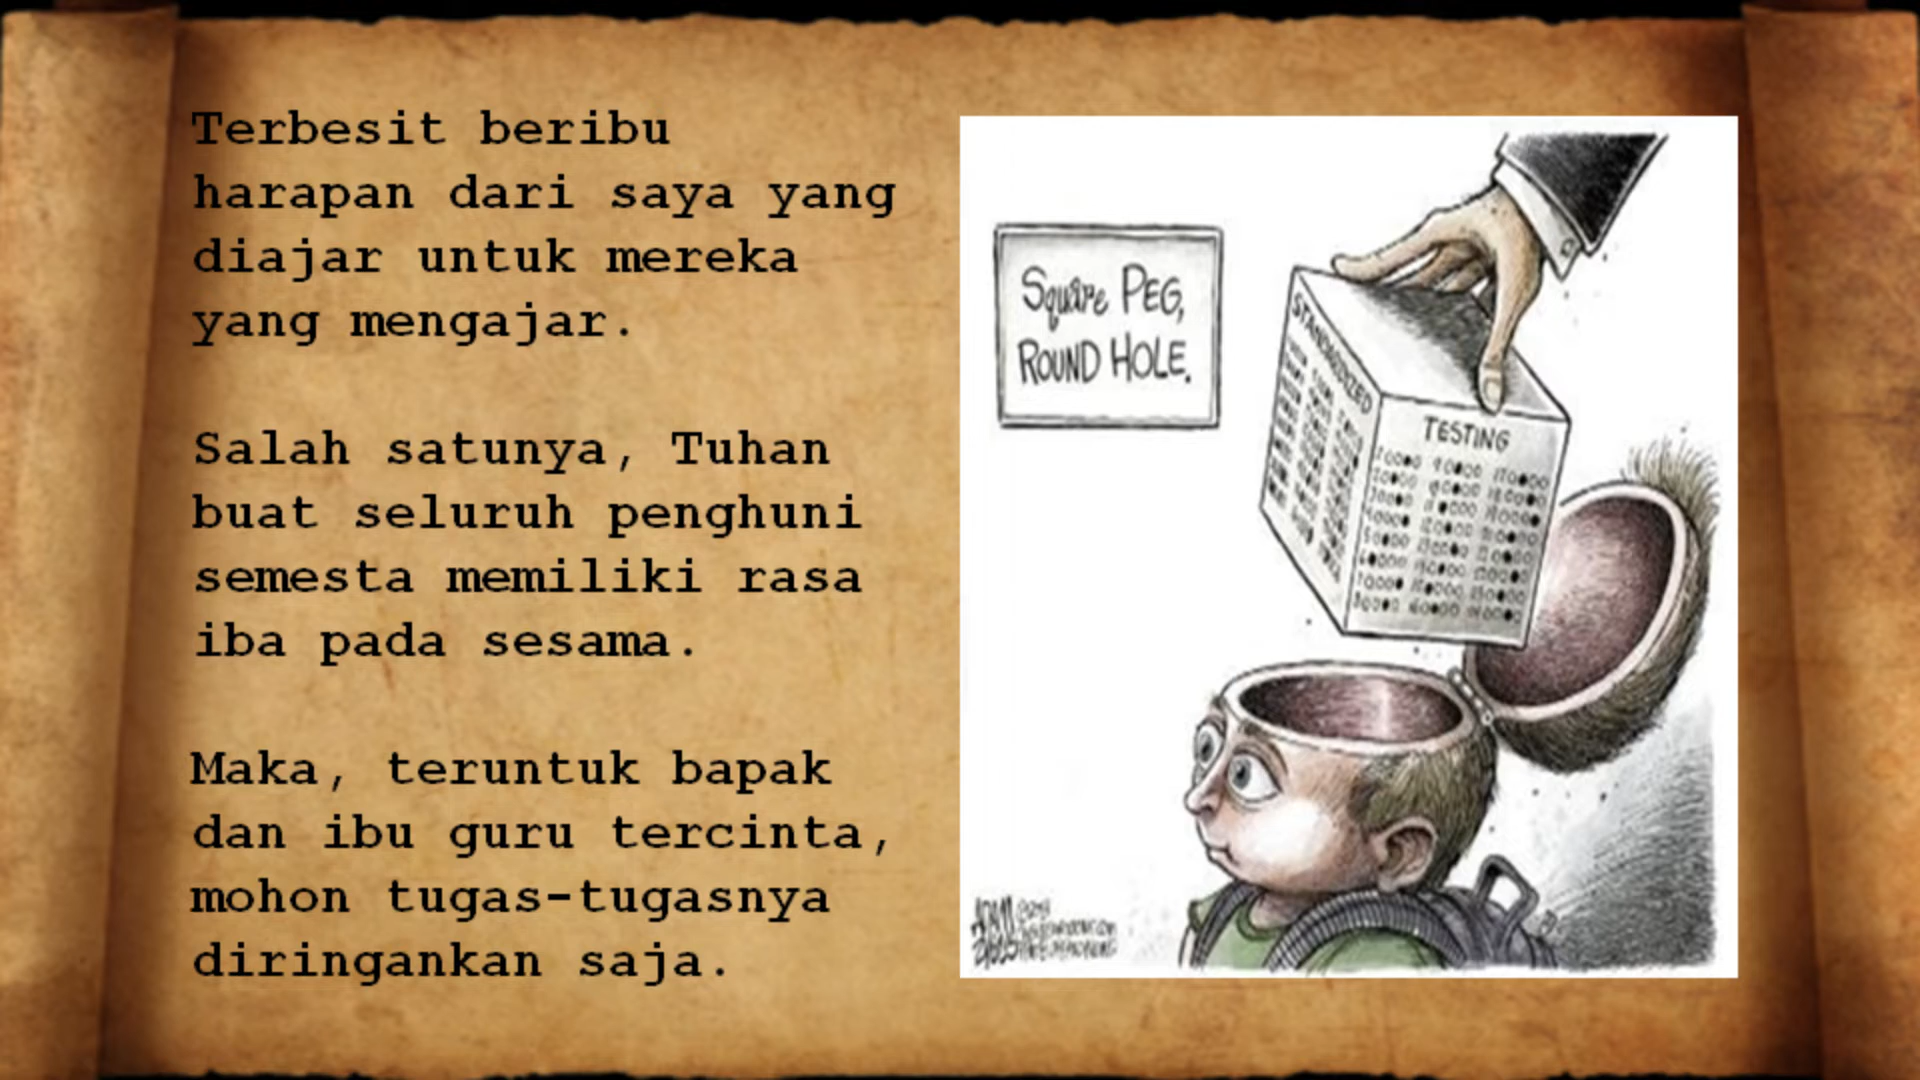 Terbesit beribu
harapan dari saya yang
diajar untuk mereka
yang mengajar.
Salah satunya, Tuhan
buat seluruh penghuni
semesta memiliki rasa
iba pada sesama.
Maka, teruntuk bapak
dan ibu guru tercinta,
mohon tugas-tugasnya
diringankan saja.
Square PEG,
ROUND HOLE.
STANDARDIZED
TESTING